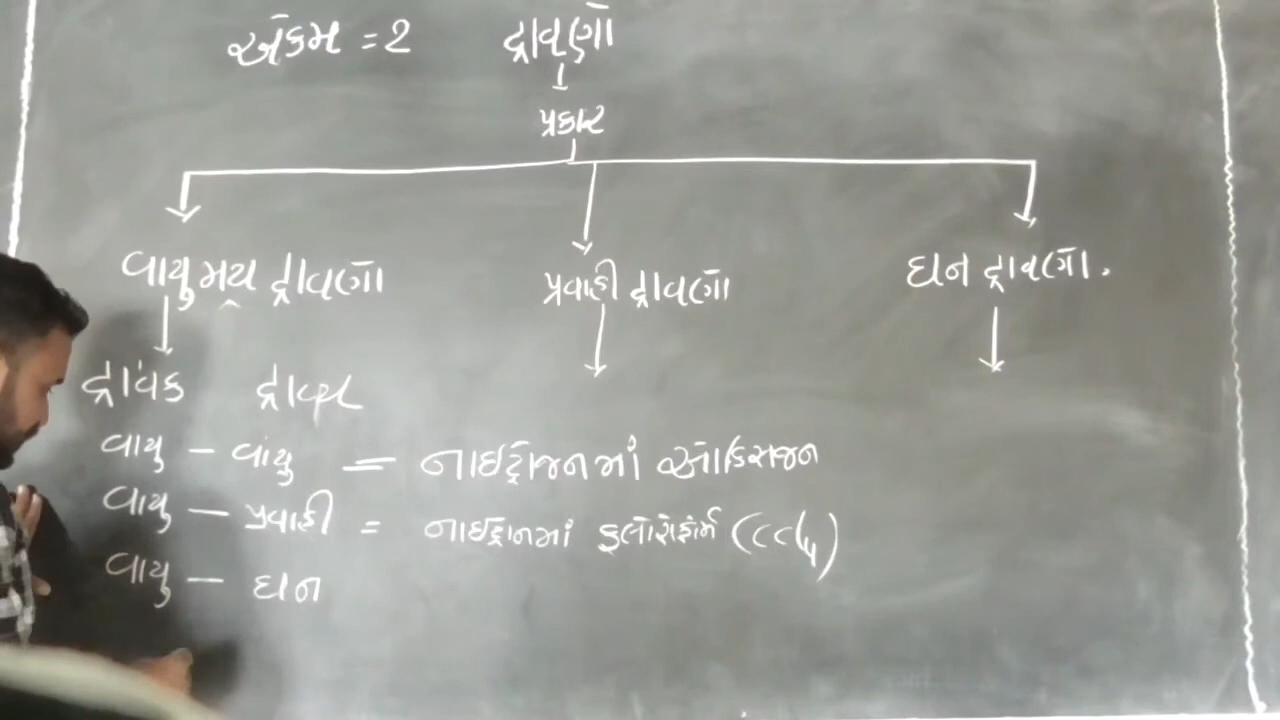 એકમ = 2 દ્રાવણો
પ્રકાર
વાયુમય દ્રાવણો પ્રવાહી દ્રાવણો ઘન દ્રાવણો.
દ્રાવક દ્રાવ્ય
વાયુ – વાયુ = નાઇટ્રોજનમાં ઓક્સિજન
વાયુ – પ્રવાહી = નાઇટ્રોજનમાં ક્લોરોફોર્મ (CCl4)
વાયુ – ઘન